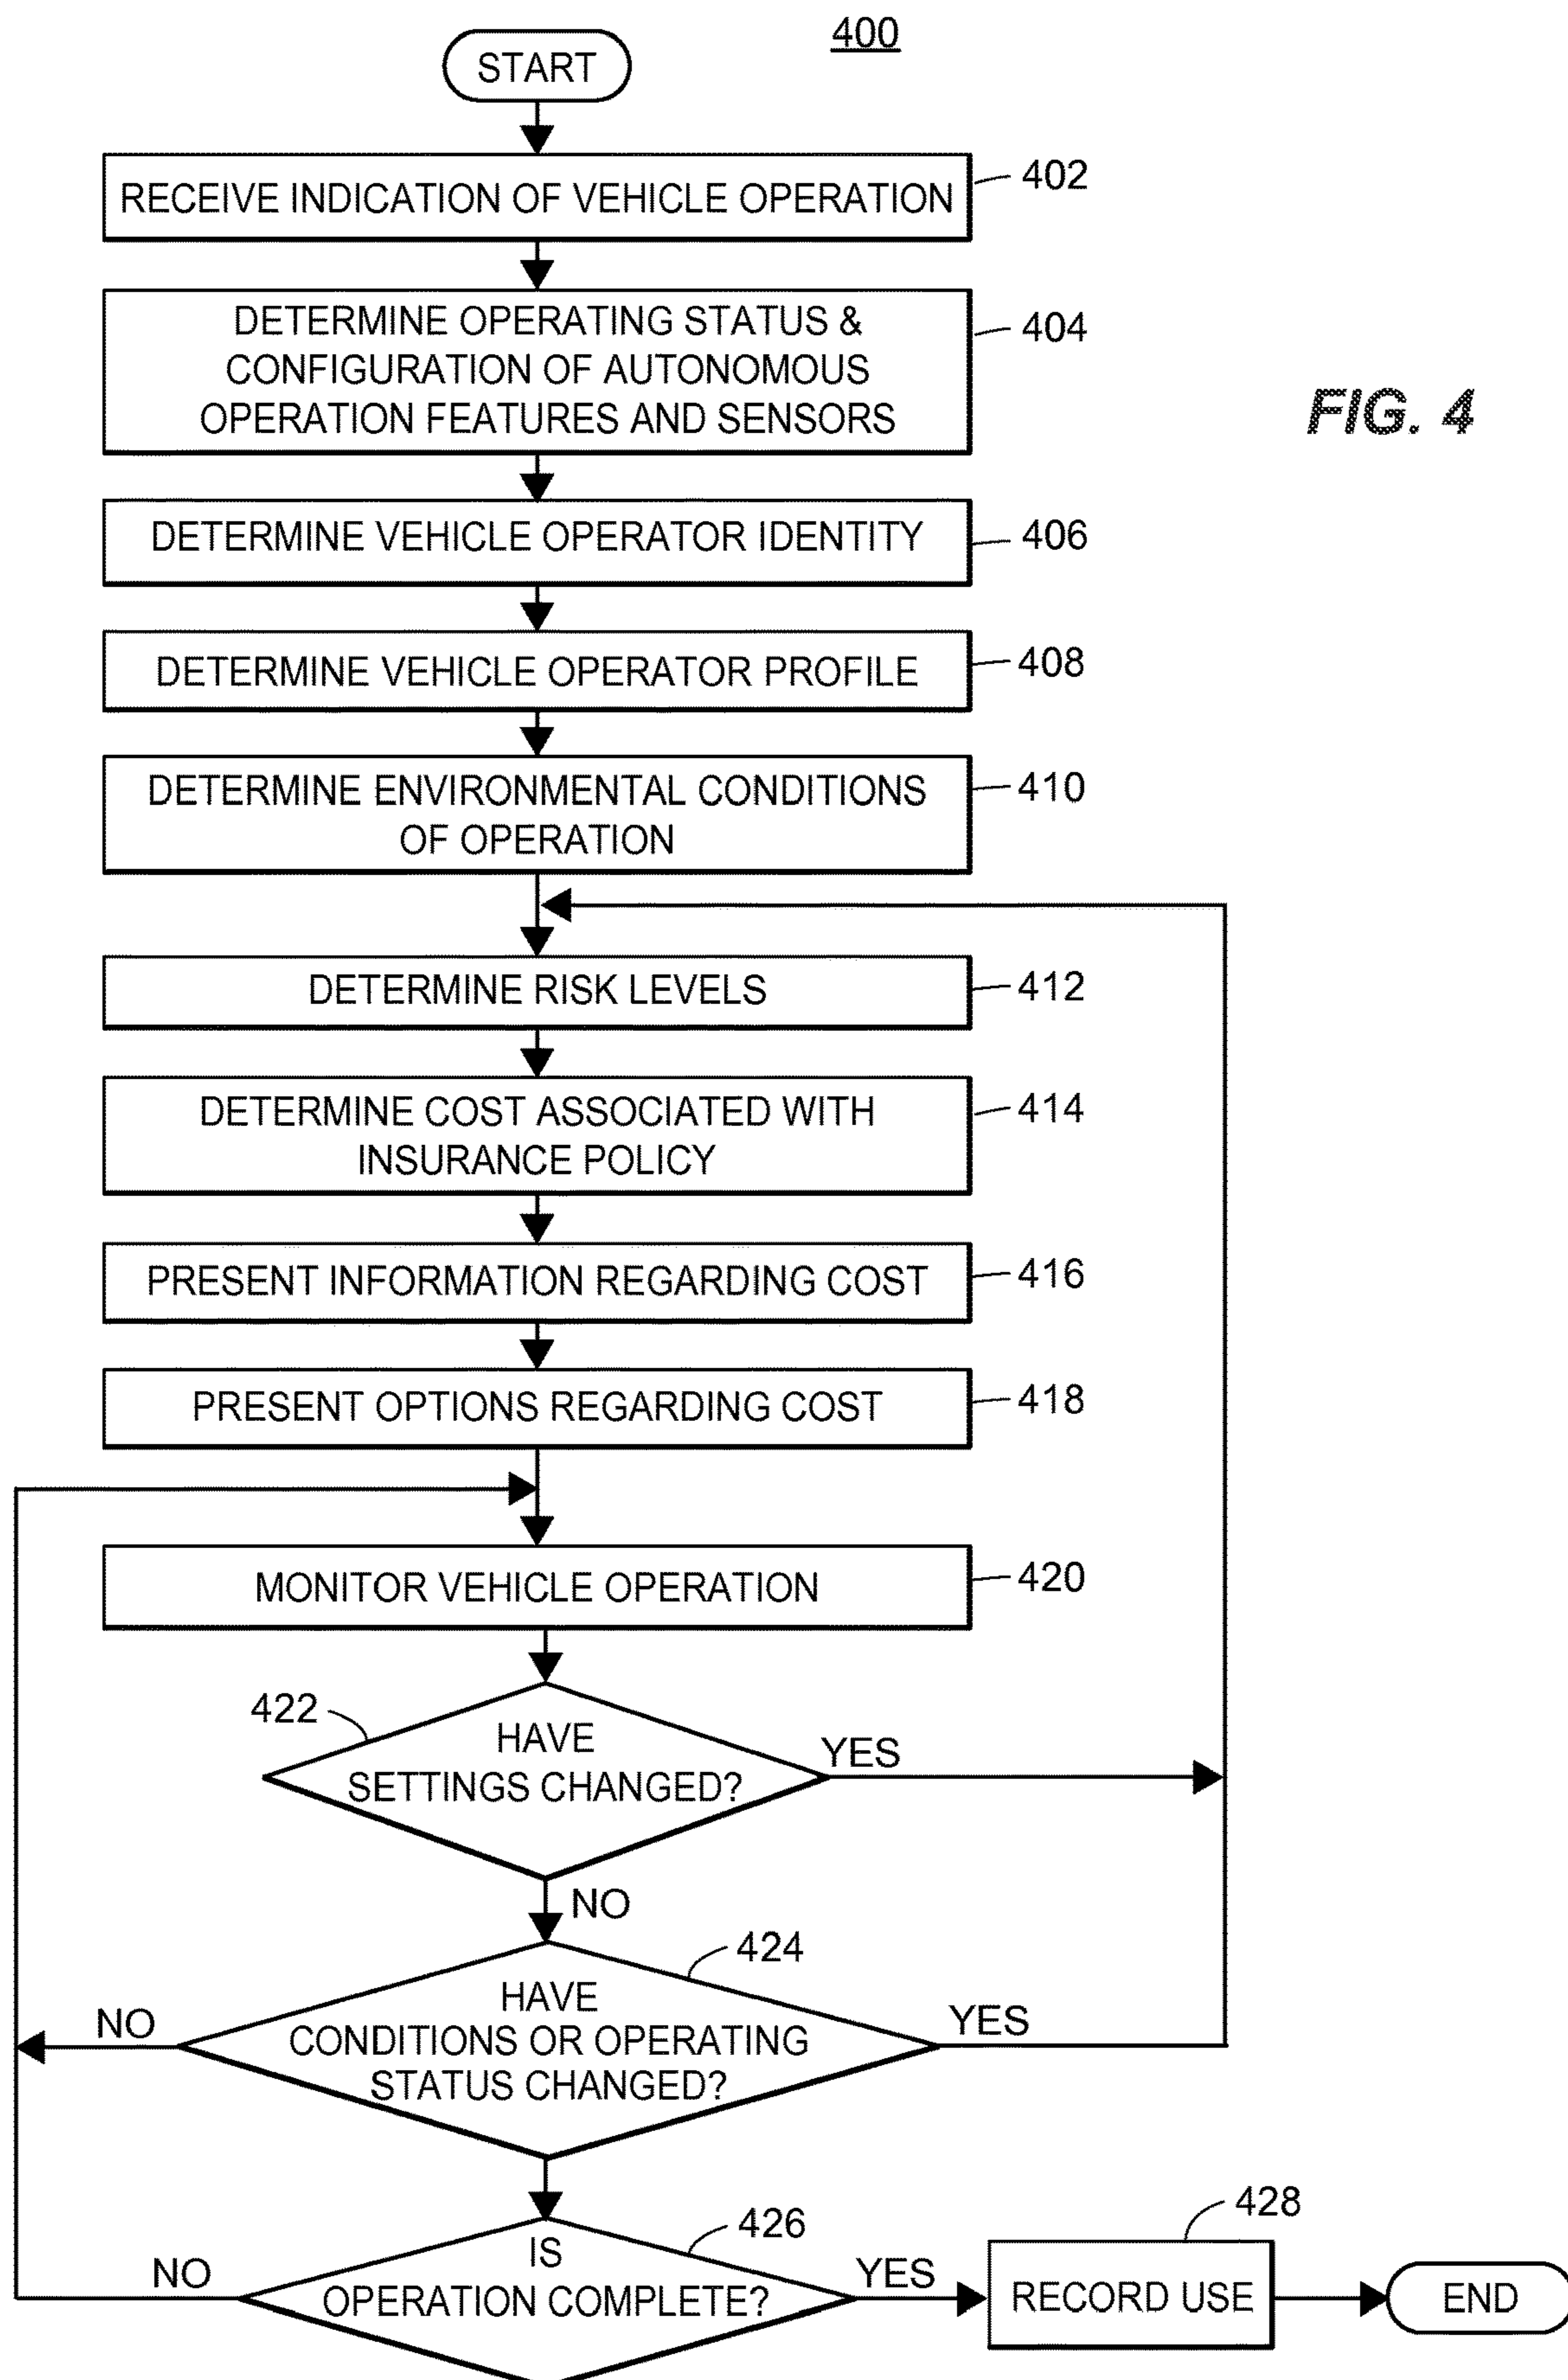 400
START
RECEIVE INDICATION OF VEHICLE OPERATION
402
DETERMINE OPERATING STATUS &
CONFIGURATION OF AUTONOMOUS
OPERATION FEATURES AND SENSORS
404
FIG. 4
DETERMINE VEHICLE OPERATOR IDENTITY
406
DETERMINE VEHICLE OPERATOR PROFILE
408
DETERMINE ENVIRONMENTAL CONDITIONS
OF OPERATION
410
DETERMINE RISK LEVELS
412
DETERMINE COST ASSOCIATED WITH
INSURANCE POLICY
414
PRESENT INFORMATION REGARDING COST
416
PRESENT OPTIONS REGARDING COST
418
MONITOR VEHICLE OPERATION
420
422
HAVE
SETTINGS CHANGED?
YES
NO
424
HAVE
CONDITIONS OR OPERATING
STATUS CHANGED?
NO
YES
426
IS
OPERATION COMPLETE?
NO
YES
428
RECORD USE
END